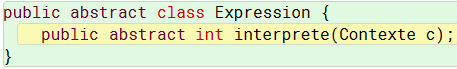 public abstract class Expression {
    public abstract int interprete(Contexte c);
}